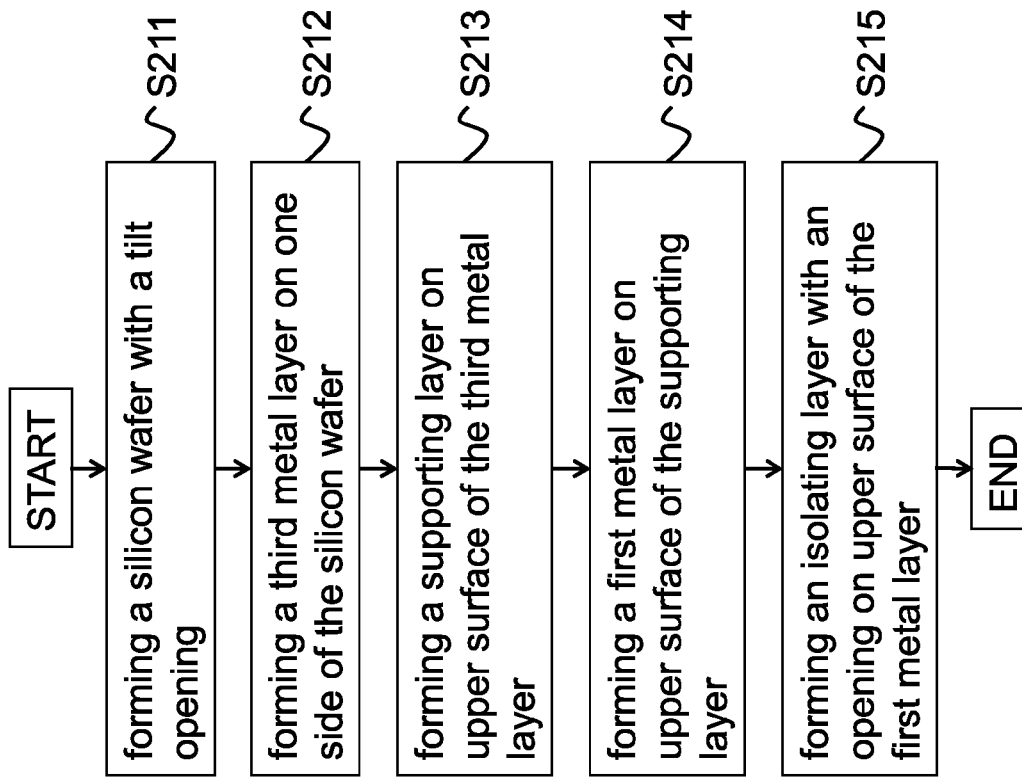 START
forming a silicon wafer with a tilt
opening
S211
forming a third metal layer on one
side of the silicon wafer
S212
forming a supporting layer on
upper surface of the third metal
layer
S213
forming a first metal layer on
upper surface of the supporting
layer
S214
forming an isolating layer with an
opening on upper surface of the
first metal layer
S215
END